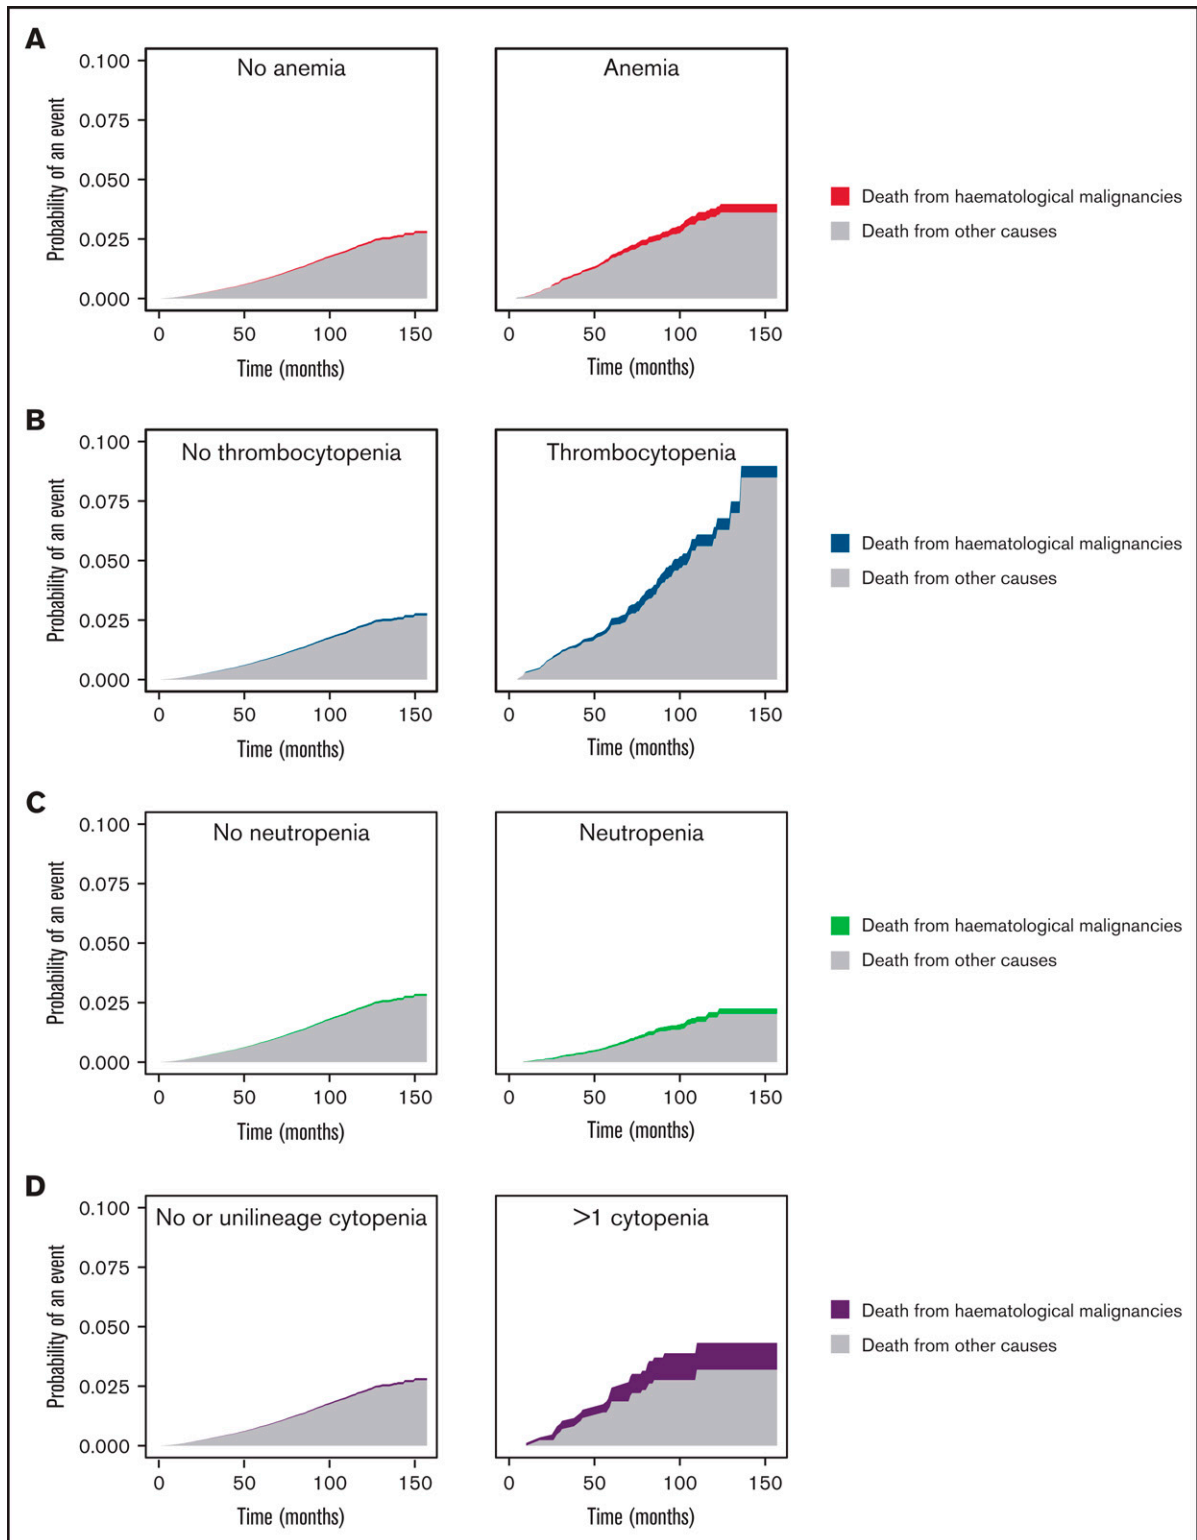 A
No anemia
Anemia
0.100
0.075
0.050
0.025
0.000
Probability of an event
0 50 100 150
0 50 100 150
Time (months)
Time (months)
Death from haematological malignancies
Death from other causes
B
No thrombocytopenia
Thrombocytopenia
0.100
0.075
0.050
0.025
0.000
Probability of an event
0 50 100 150
0 50 100 150
Time (months)
Time (months)
Death from haematological malignancies
Death from other causes
C
No neutropenia
Neutropenia
0.100
0.075
0.050
0.025
0.000
Probability of an event
0 50 100 150
0 50 100 150
Time (months)
Time (months)
Death from haematological malignancies
Death from other causes
D
No or unilineage cytopenia
>1 cytopenia
0.100
0.075
0.050
0.025
0.000
Probability of an event
0 50 100 150
0 50 100 150
Time (months)
Time (months)
Death from haematological malignancies
Death from other causes